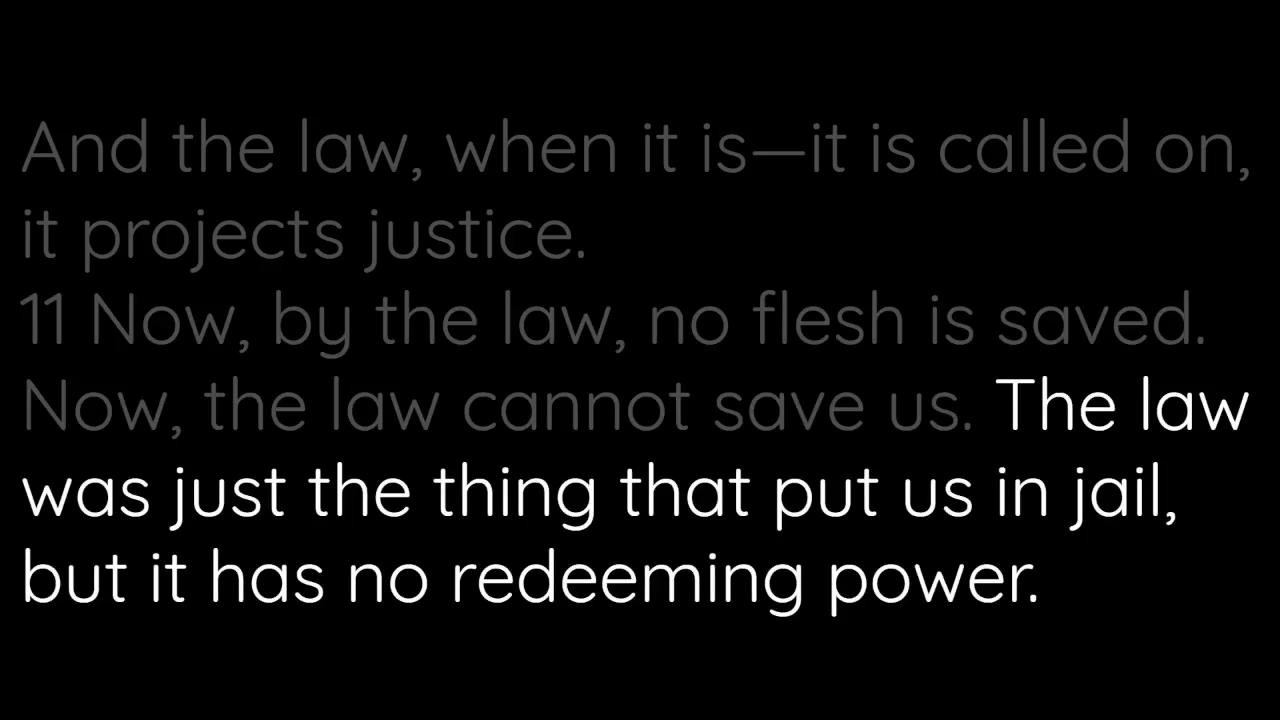 And the law, when it is—it is called on,
it projects justice.
11 Now, by the law, no flesh is saved.
Now, the law cannot save us. The law
was just the thing that put us in jail,
but it has no redeeming power.